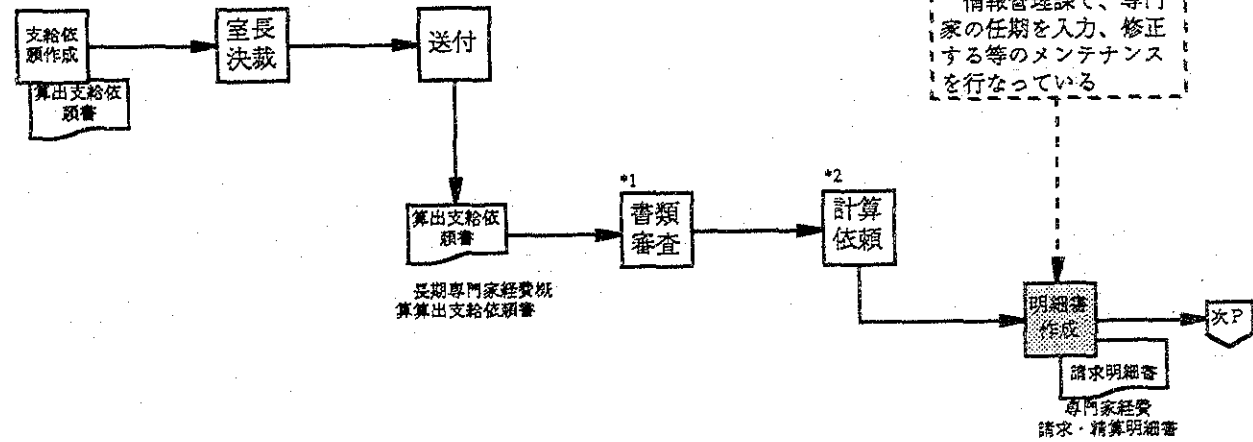 情報管理課で、専門
家の任期を入力、修正
する等のメンテナンス
を行なっている
支給依
頼作成
算出支給依
頼書
室長
決裁
送付
算出支給依
頼書
長期専門家経費概
算算出支給依頼書
*1
書類
審査
*2
計算
依頼
明細書
作成
請求明細書
専門家経費
請求・精算明細書
次P